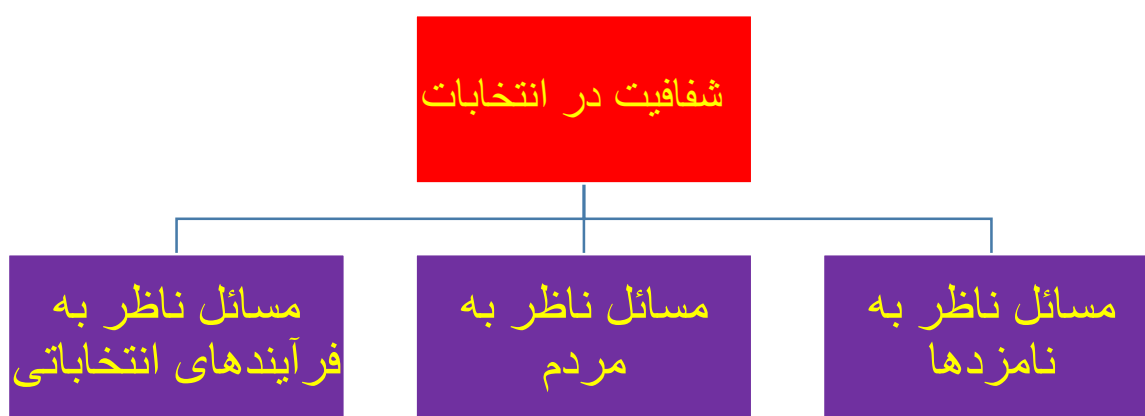 شفافیت در انتخابات
مسائل ناظر به
نامزدها
مسائل ناظر به
مردم
مسائل ناظر به
فرآیندهای انتخاباتی